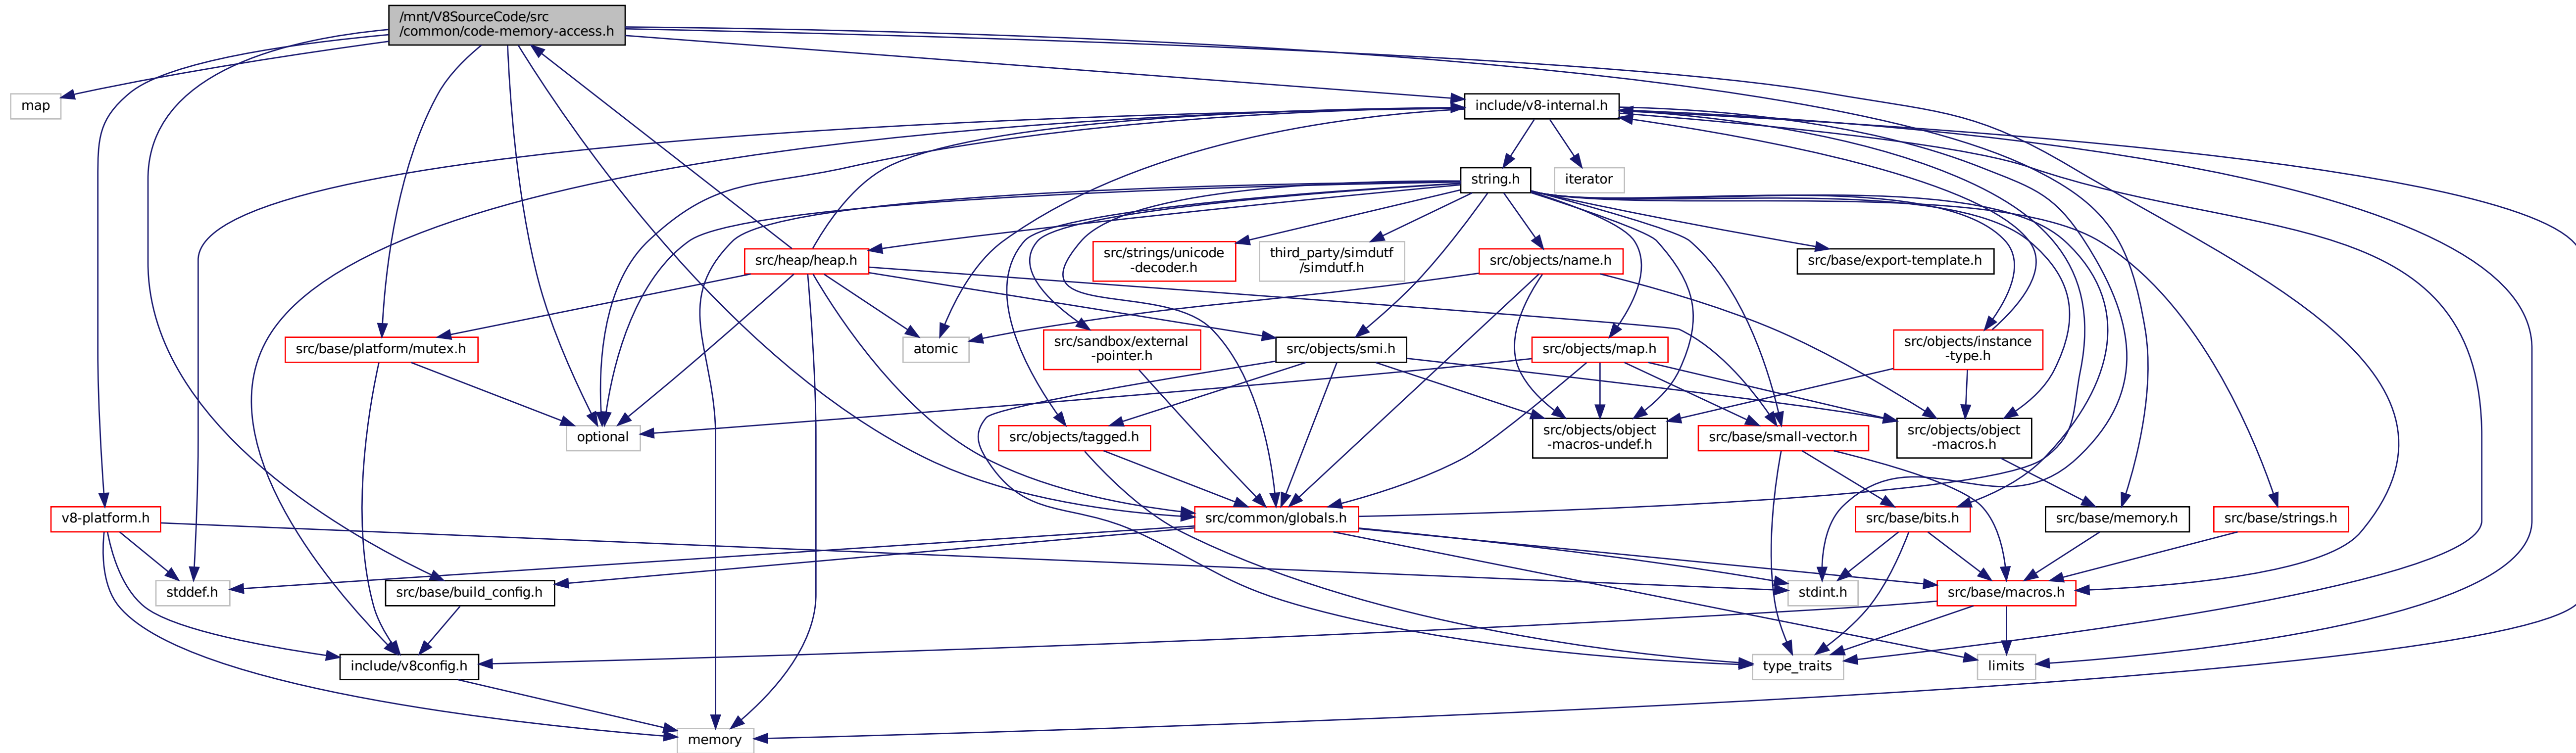 /mnt/V8SourceCode/src
/common/code-memory-access.h
map
include/v8-internal.h
string.h
iterator
src/strings/unicode
-decoder.h
third_party/simdutf
/simdutf.h
src/heap/heap.h
src/objects/name.h
src/base/export-template.h
src/base/platform/mutex.h
atomic
src/sandbox/external
-pointer.h
src/objects/smi.h
src/objects/map.h
src/objects/instance
-type.h
optional
src/objects/tagged.h
src/objects/object
-macros-undef.h
src/base/small-vector.h
src/objects/object
-macros.h
v8-platform.h
src/common/globals.h
src/base/bits.h
src/base/memory.h
src/base/strings.h
stddef.h
src/base/build_config.h
stdint.h
src/base/macros.h
include/v8config.h
type_traits
limits
memory